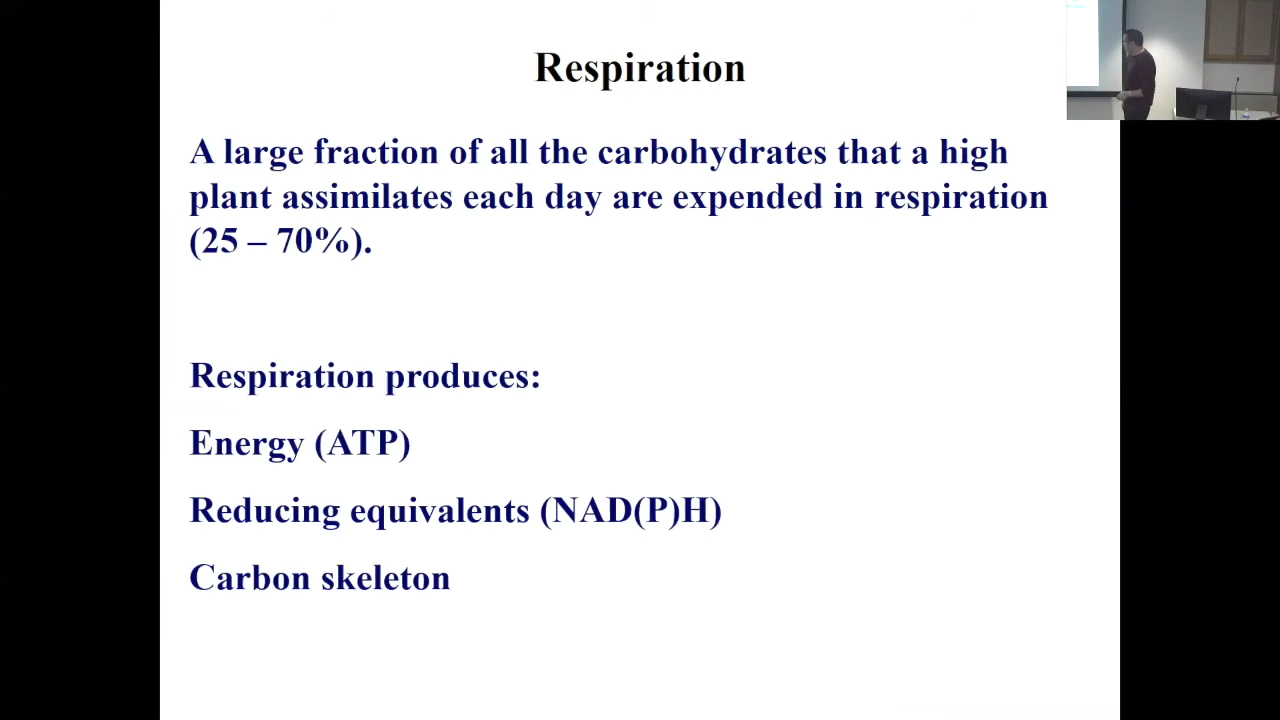 Respiration
A large fraction of all the carbohydrates that a high
plant assimilates each day are expended in respiration
(25 – 70%).
Respiration produces:
Energy (ATP)
Reducing equivalents (NAD(P)H)
Carbon skeleton